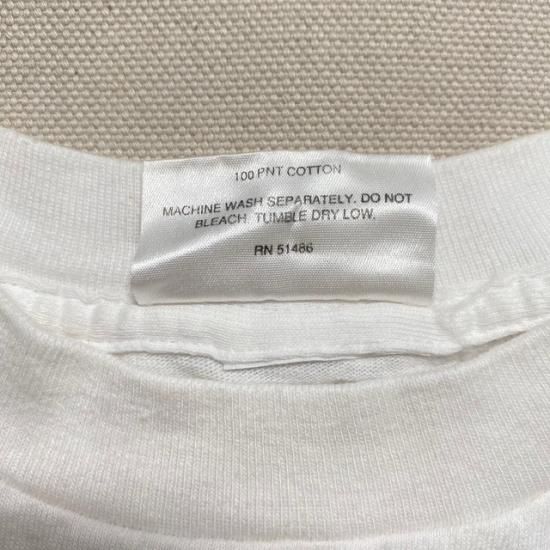 100 PNT COTTON
MACHINE WASH SEPARATELY. DO NOT
BLEACH. TUMBLE DRY LOW.
RN 51486